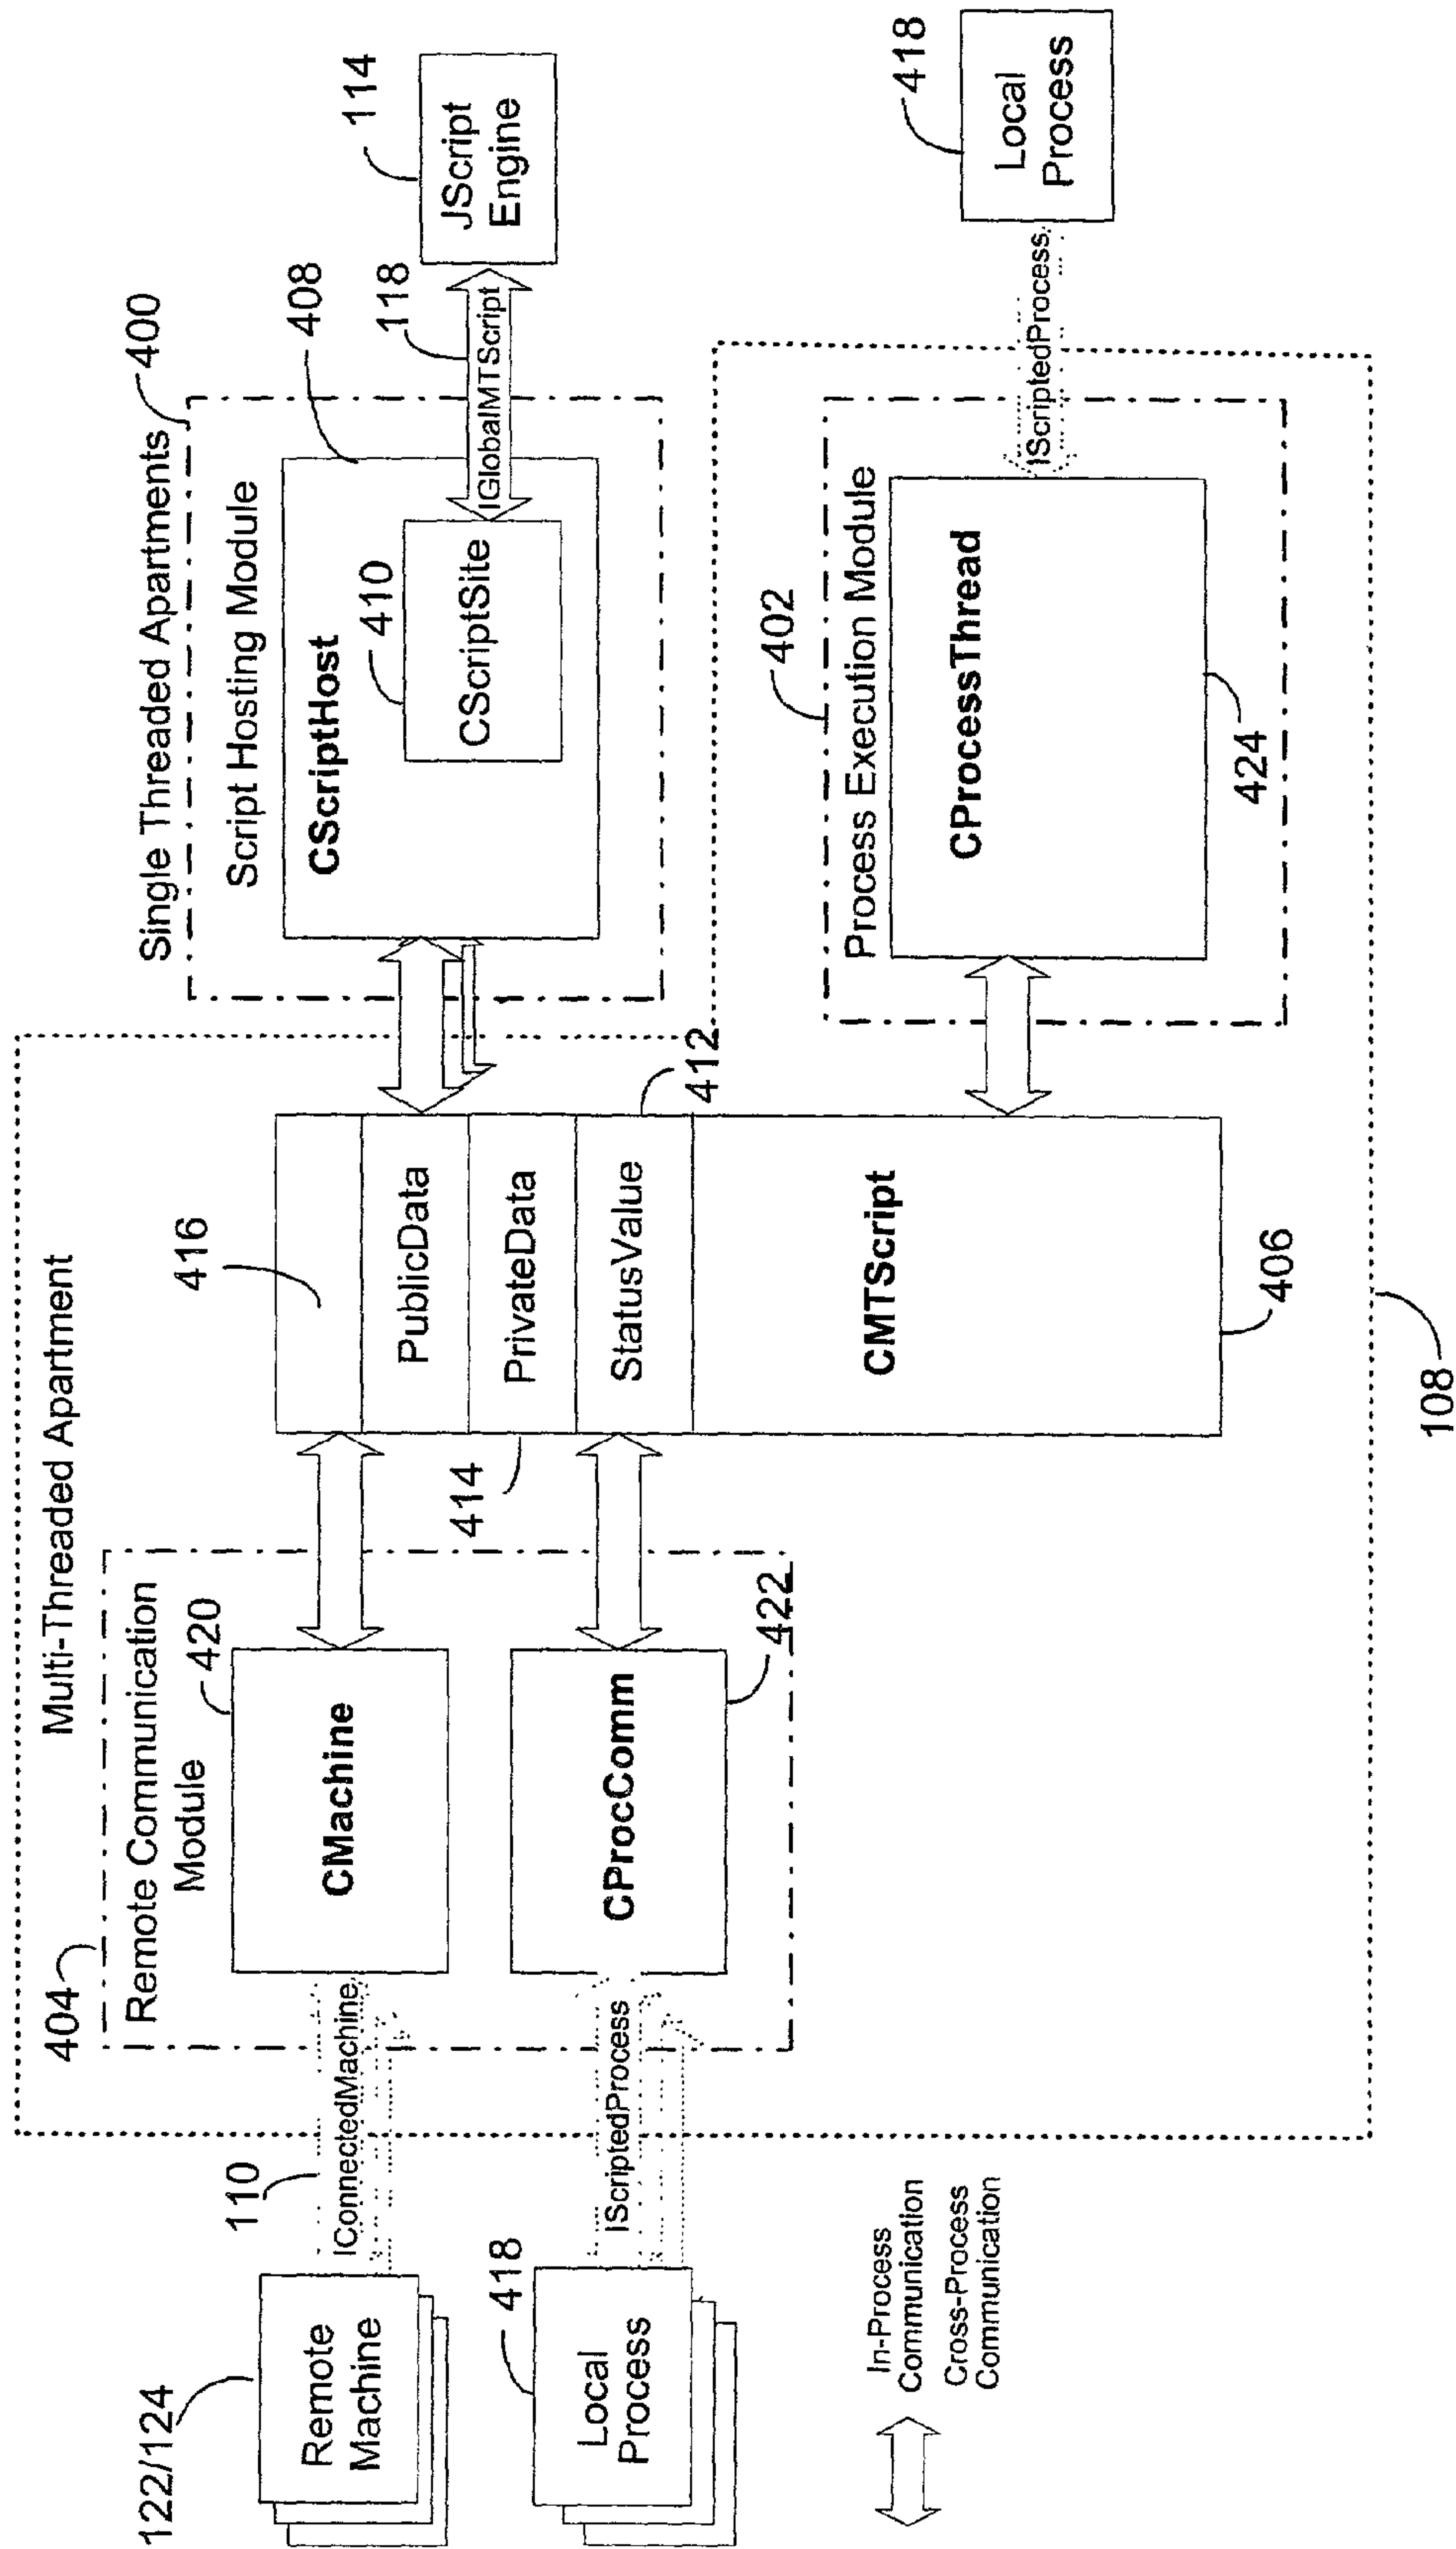 Multi-Threaded Apartment
404
Remote Communication
Module
420
CMachine
CProcComm
422
122/124
Remote
Machine
110
IConnectedMachine
418
Local
Process
IScriptedProcess
In-Process
Communication
Cross-Process
Communication
416
PublicData
PrivateData
StatusValue
CMTScript
414
412
406
108
Single Threaded Apartments
400
Script Hosting Module
408
CScriptHost
410
CScriptSite
118
IGlobalMTScript
114
JScript
Engine
402
Process Execution Module
CProcessThread
424
IScriptedProcess
418
Local
Process